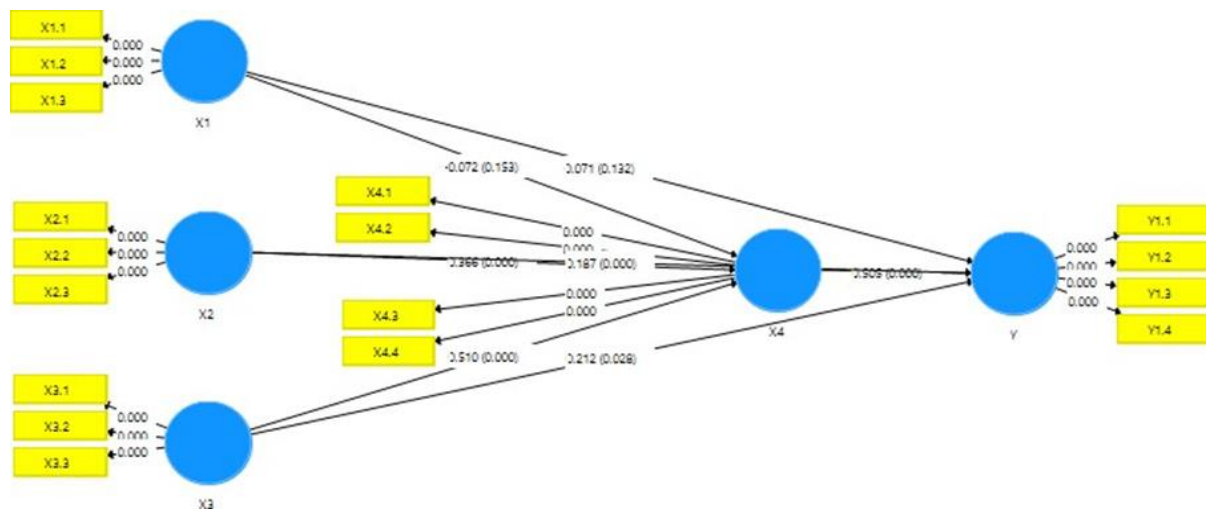 X1.1
0.000
X1.2
0.000
X1.3
0.000
X1
-0.072 (0.153)
0.071 (0.132)
X4.1
X4.2
0.000
X2.1
0.000
X2.2
0.000
X2.3
0.000
X2
0.366 (0.000)
0.187 (0.000)
X4
0.505 (0.000)
Y
Y1.1
0.000
Y1.2
0.000
Y1.3
0.000
Y1.4
0.000
X4.3
0.000
X4.4
0.000
0.510 (0.000)
0.212 (0.028)
X3.1
0.000
X3.2
0.000
X3.3
0.000
X3